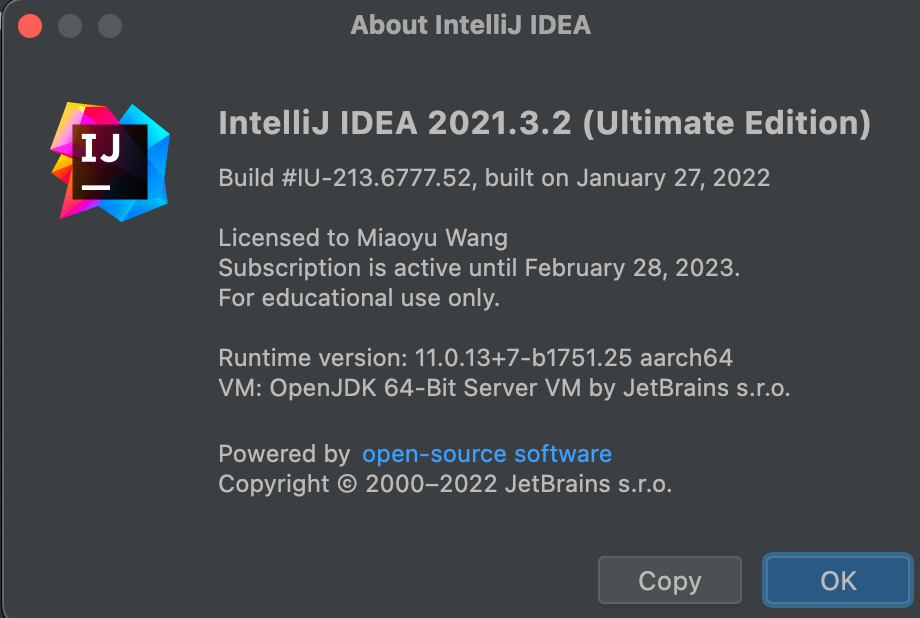 About IntelliJ IDEA
IJ
IntelliJ IDEA 2021.3.2 (Ultimate Edition)
Build #IU-213.6777.52, built on January 27, 2022
Licensed to Miaoyu Wang
Subscription is active until February 28, 2023.
For educational use only.
Runtime version: 11.0.13+7-b1751.25 aarch64
VM: OpenJDK 64-Bit Server VM by JetBrains s.r.o.
Powered by open-source software
Copyright © 2000–2022 JetBrains s.r.o.
Copy
OK